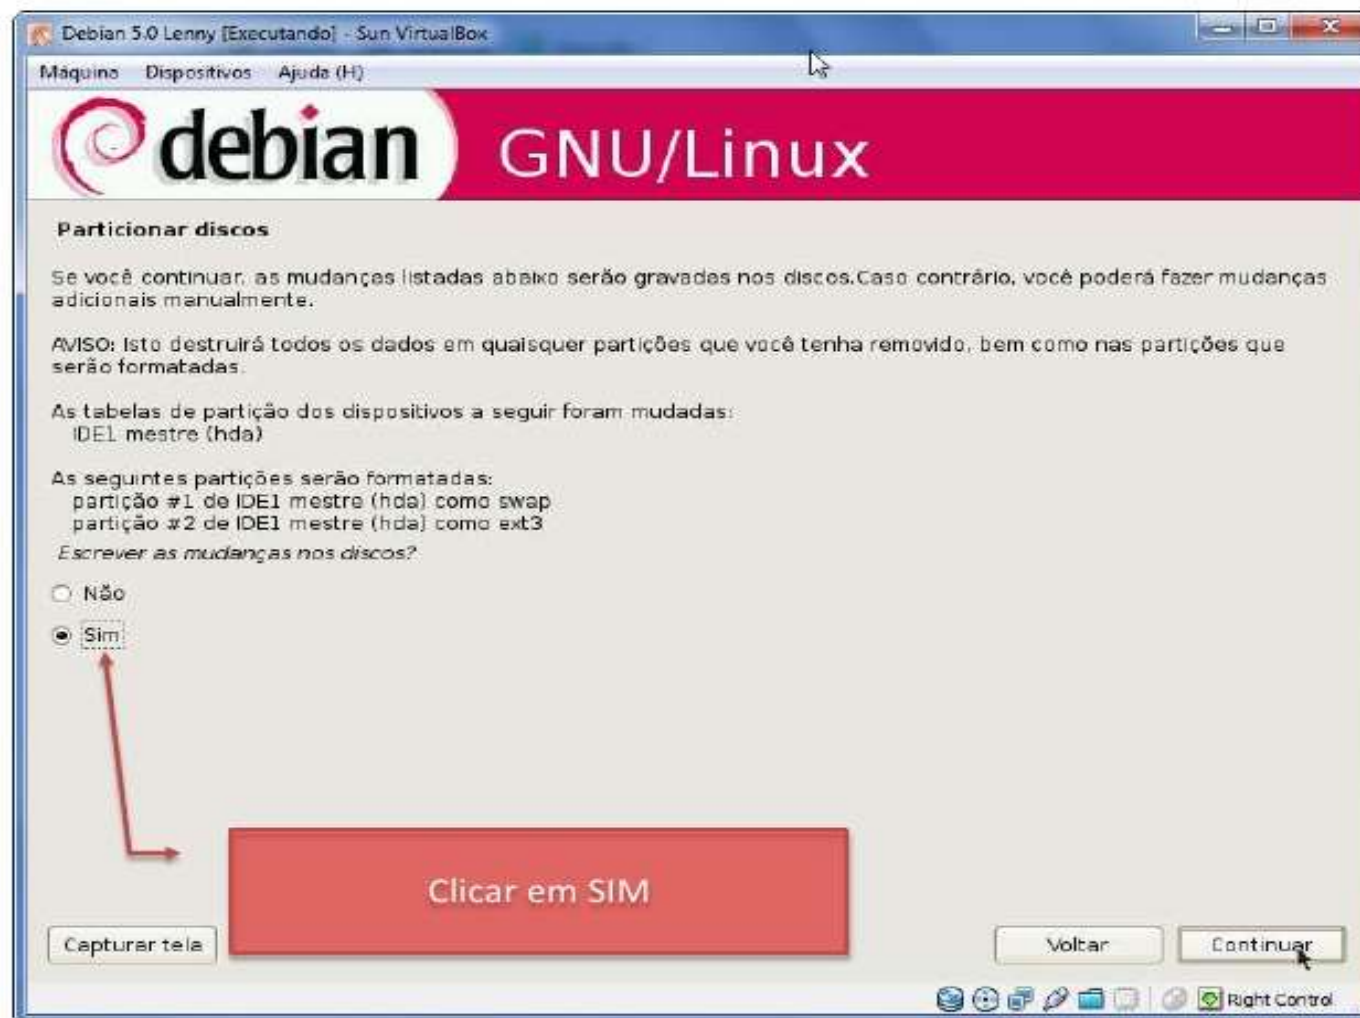 Debian 5.0 Lenny [Executando] - Sun VirtualBox
Máquina Dispositivos Ajuda (H)
debian GNU/Linux
Particionar discos
Se você continuar, as mudanças listadas abaixo serão gravadas nos discos.Caso contrário, você poderá fazer mudanças
adicionais manualmente.
AVISO: Isto destruirá todos os dados em quaisquer partições que você tenha removido, bem como nas partições que
serão formatadas.
As tabelas de partição dos dispositivos a seguir foram mudadas:
IDE1 mestre (hda)
As seguintes partições serão formatadas:
partição #1 de IDE1 mestre (hda) como swap
partição #2 de IDE1 mestre (hda) como ext3
Escrever as mudanças nos discos?
Não
Sim
Clicar em SIM
Capturar tela
Voltar
Continuar
Right Control